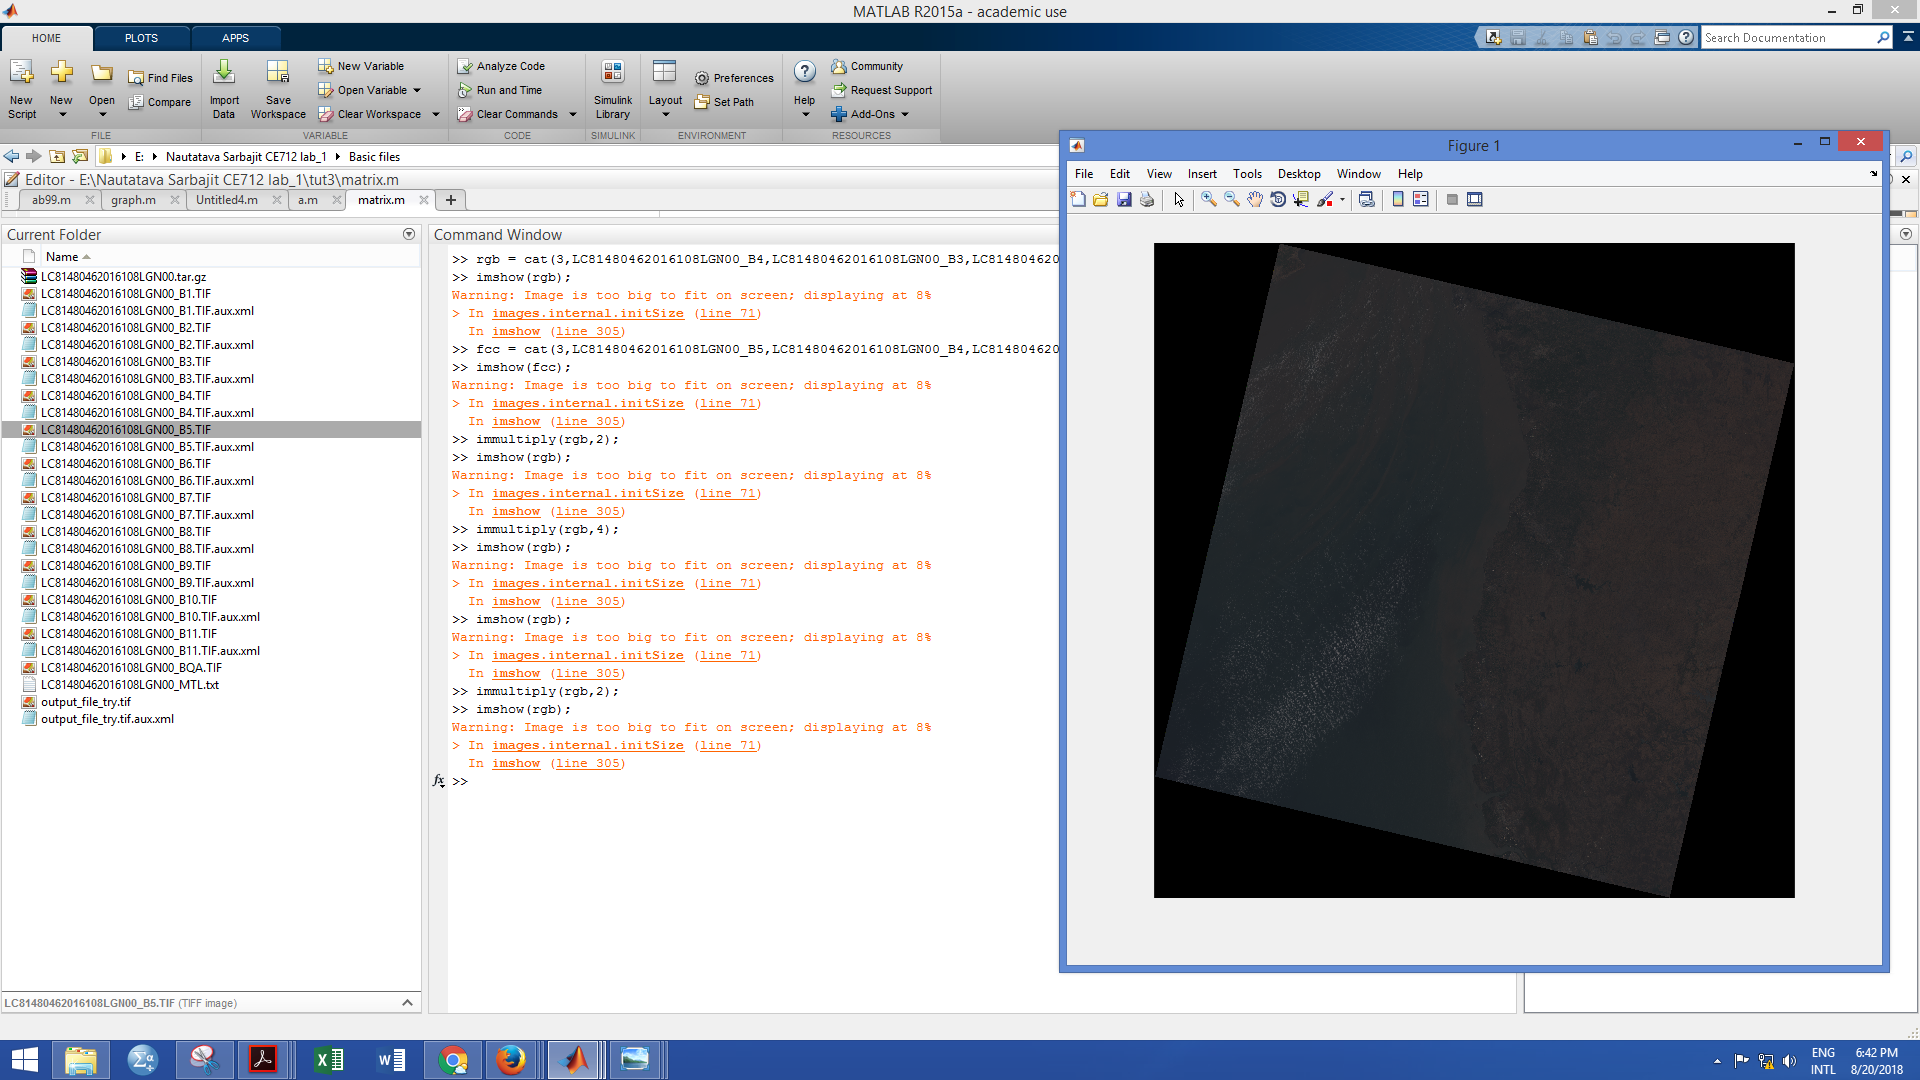 MATLAB R2015a - academic use
HOME PLOTS APPS
Search Documentation
New Script
New
Open
Find Files
Compare
Import Data
Save Workspace
New Variable
Open Variable
Clear Workspace
Analyze Code
Run and Time
Clear Commands
Simulink Library
Layout
Preferences
Set Path
Help
Community
Request Support
Add-Ons
FILE VARIABLE CODE SIMULINK ENVIRONMENT RESOURCES
E: Nautatava Sarbajit CE712 lab_1 Basic files
Editor - E:\Nautatava Sarbajit CE712 lab_1\tut3\matrix.m
ab99.m graph.m Untitled4.m a.m matrix.m
Current Folder
Name
LC81480462016108LGN00.tar.gz
LC81480462016108LGN00_B1.TIF
LC81480462016108LGN00_B1.TIF.aux.xml
LC81480462016108LGN00_B2.TIF
LC81480462016108LGN00_B2.TIF.aux.xml
LC81480462016108LGN00_B3.TIF
LC81480462016108LGN00_B3.TIF.aux.xml
LC81480462016108LGN00_B4.TIF
LC81480462016108LGN00_B4.TIF.aux.xml
LC81480462016108LGN00_B5.TIF
LC81480462016108LGN00_B5.TIF.aux.xml
LC81480462016108LGN00_B6.TIF
LC81480462016108LGN00_B6.TIF.aux.xml
LC81480462016108LGN00_B7.TIF
LC81480462016108LGN00_B7.TIF.aux.xml
LC81480462016108LGN00_B8.TIF
LC81480462016108LGN00_B8.TIF.aux.xml
LC81480462016108LGN00_B9.TIF
LC81480462016108LGN00_B9.TIF.aux.xml
LC81480462016108LGN00_B10.TIF
LC81480462016108LGN00_B10.TIF.aux.xml
LC81480462016108LGN00_B11.TIF
LC81480462016108LGN00_B11.TIF.aux.xml
LC81480462016108LGN00_BQA.TIF
LC81480462016108LGN00_MTL.txt
output_file_try.tif
output_file_try.tif.aux.xml
LC81480462016108LGN00_B5.TIF (TIFF image)
Command Window
>> rgb = cat(3,LC81480462016108LGN00_B4,LC81480462016108LGN00_B3,LC814804620
>> imshow(rgb);
Warning: Image is too big to fit on screen; displaying at 8%
> In images.internal.initSize (line 71)
In imshow (line 305)
>> fcc = cat(3,LC81480462016108LGN00_B5,LC81480462016108LGN00_B4,LC814804620
>> imshow(fcc);
Warning: Image is too big to fit on screen; displaying at 8%
> In images.internal.initSize (line 71)
In imshow (line 305)
>> immultiply(rgb,2);
>> imshow(rgb);
Warning: Image is too big to fit on screen; displaying at 8%
> In images.internal.initSize (line 71)
In imshow (line 305)
>> immultiply(rgb,4);
>> imshow(rgb);
Warning: Image is too big to fit on screen; displaying at 8%
> In images.internal.initSize (line 71)
In imshow (line 305)
>> imshow(rgb);
Warning: Image is too big to fit on screen; displaying at 8%
> In images.internal.initSize (line 71)
In imshow (line 305)
>> immultiply(rgb,2);
>> imshow(rgb);
Warning: Image is too big to fit on screen; displaying at 8%
> In images.internal.initSize (line 71)
In imshow (line 305)
fx >>
Figure 1
File Edit View Insert Tools Desktop Window Help
ENG 6:42 PM
INTL 8/20/2018